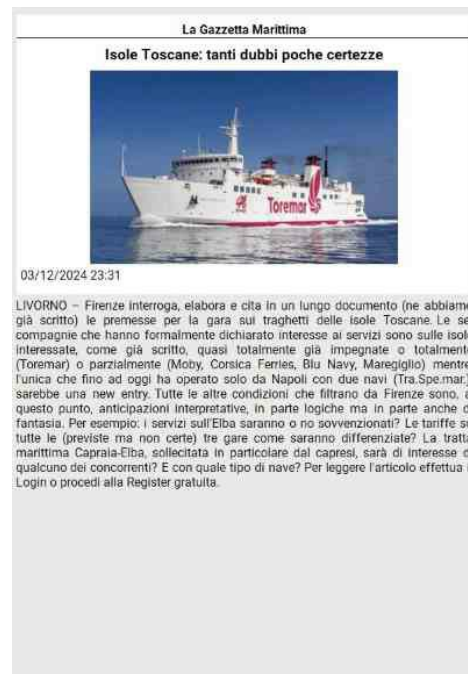 La Gazzetta Marittima
Isole Toscane: tanti dubbi poche certezze
Toremar
03/12/2024 23:31
LIVORNO – Firenze interroga, elabora e cita in un lungo documento (ne abbiamo
già scritto) le premesse per la gara sui traghetti delle isole Toscane. Le se
compagnie che hanno formalmente dichiarato interesse ai servizi sono sulle isole
interessate, come già scritto, quasi totalmente già impegnate o totalmente
(Toremar) o parzialmente (Moby, Corsica Ferries, Blu Navy, Maregiglio) mentre
l'unica che fino ad oggi ha operato solo da Napoli con due navi (Tra.Spe.mar.)
sarebbe una new entry. Tutte le altre condizioni che filtrano da Firenze sono, a
questo punto, anticipazioni interpretative, in parte logiche ma in parte anche d
fantasia. Per esempio: i servizi sull'Elba saranno o no sovvenzionati? Le tariffe su
tutte le (previste ma non certe) tre gare come saranno differenziate? La tratta
marittima Capraia-Elba, sollecitata in particolare dai capresi, sarà di interesse d
qualcuno dei concorrenti? E con quale tipo di nave? Per leggere l'articolo effettua i
Login o procedi alla Register gratuita.